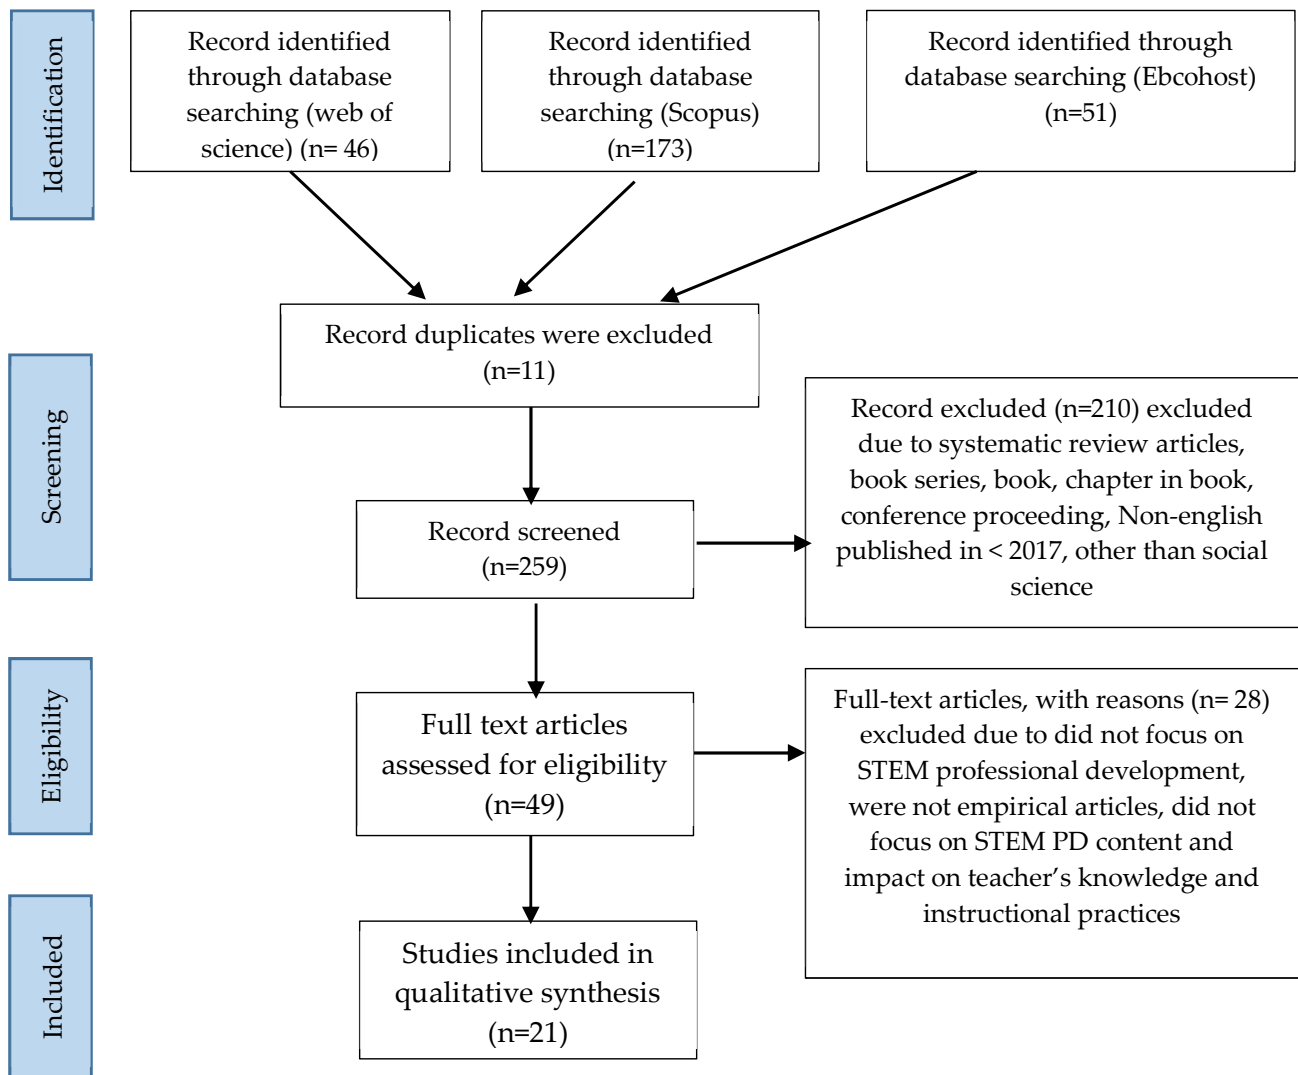 Identification
Record identified
through database
searching (web of
science) (n= 46)
Record identified
through database
searching (Scopus)
(n=173)
Record identified through
database searching (Ebcohost)
(n=51)
Record duplicates were excluded
(n=11)
Screening
Record screened
(n=259)
Record excluded (n=210) excluded
due to systematic review articles,
book series, book, chapter in book,
conference proceeding, Non-english
published in < 2017, other than social
science
Eligibility
Full text articles
assessed for eligibility
(n=49)
Full-text articles, with reasons (n= 28)
excluded due to did not focus on
STEM professional development,
were not empirical articles, did not
focus on STEM PD content and
impact on teacher’s knowledge and
instructional practices
Included
Studies included in
qualitative synthesis
(n=21)